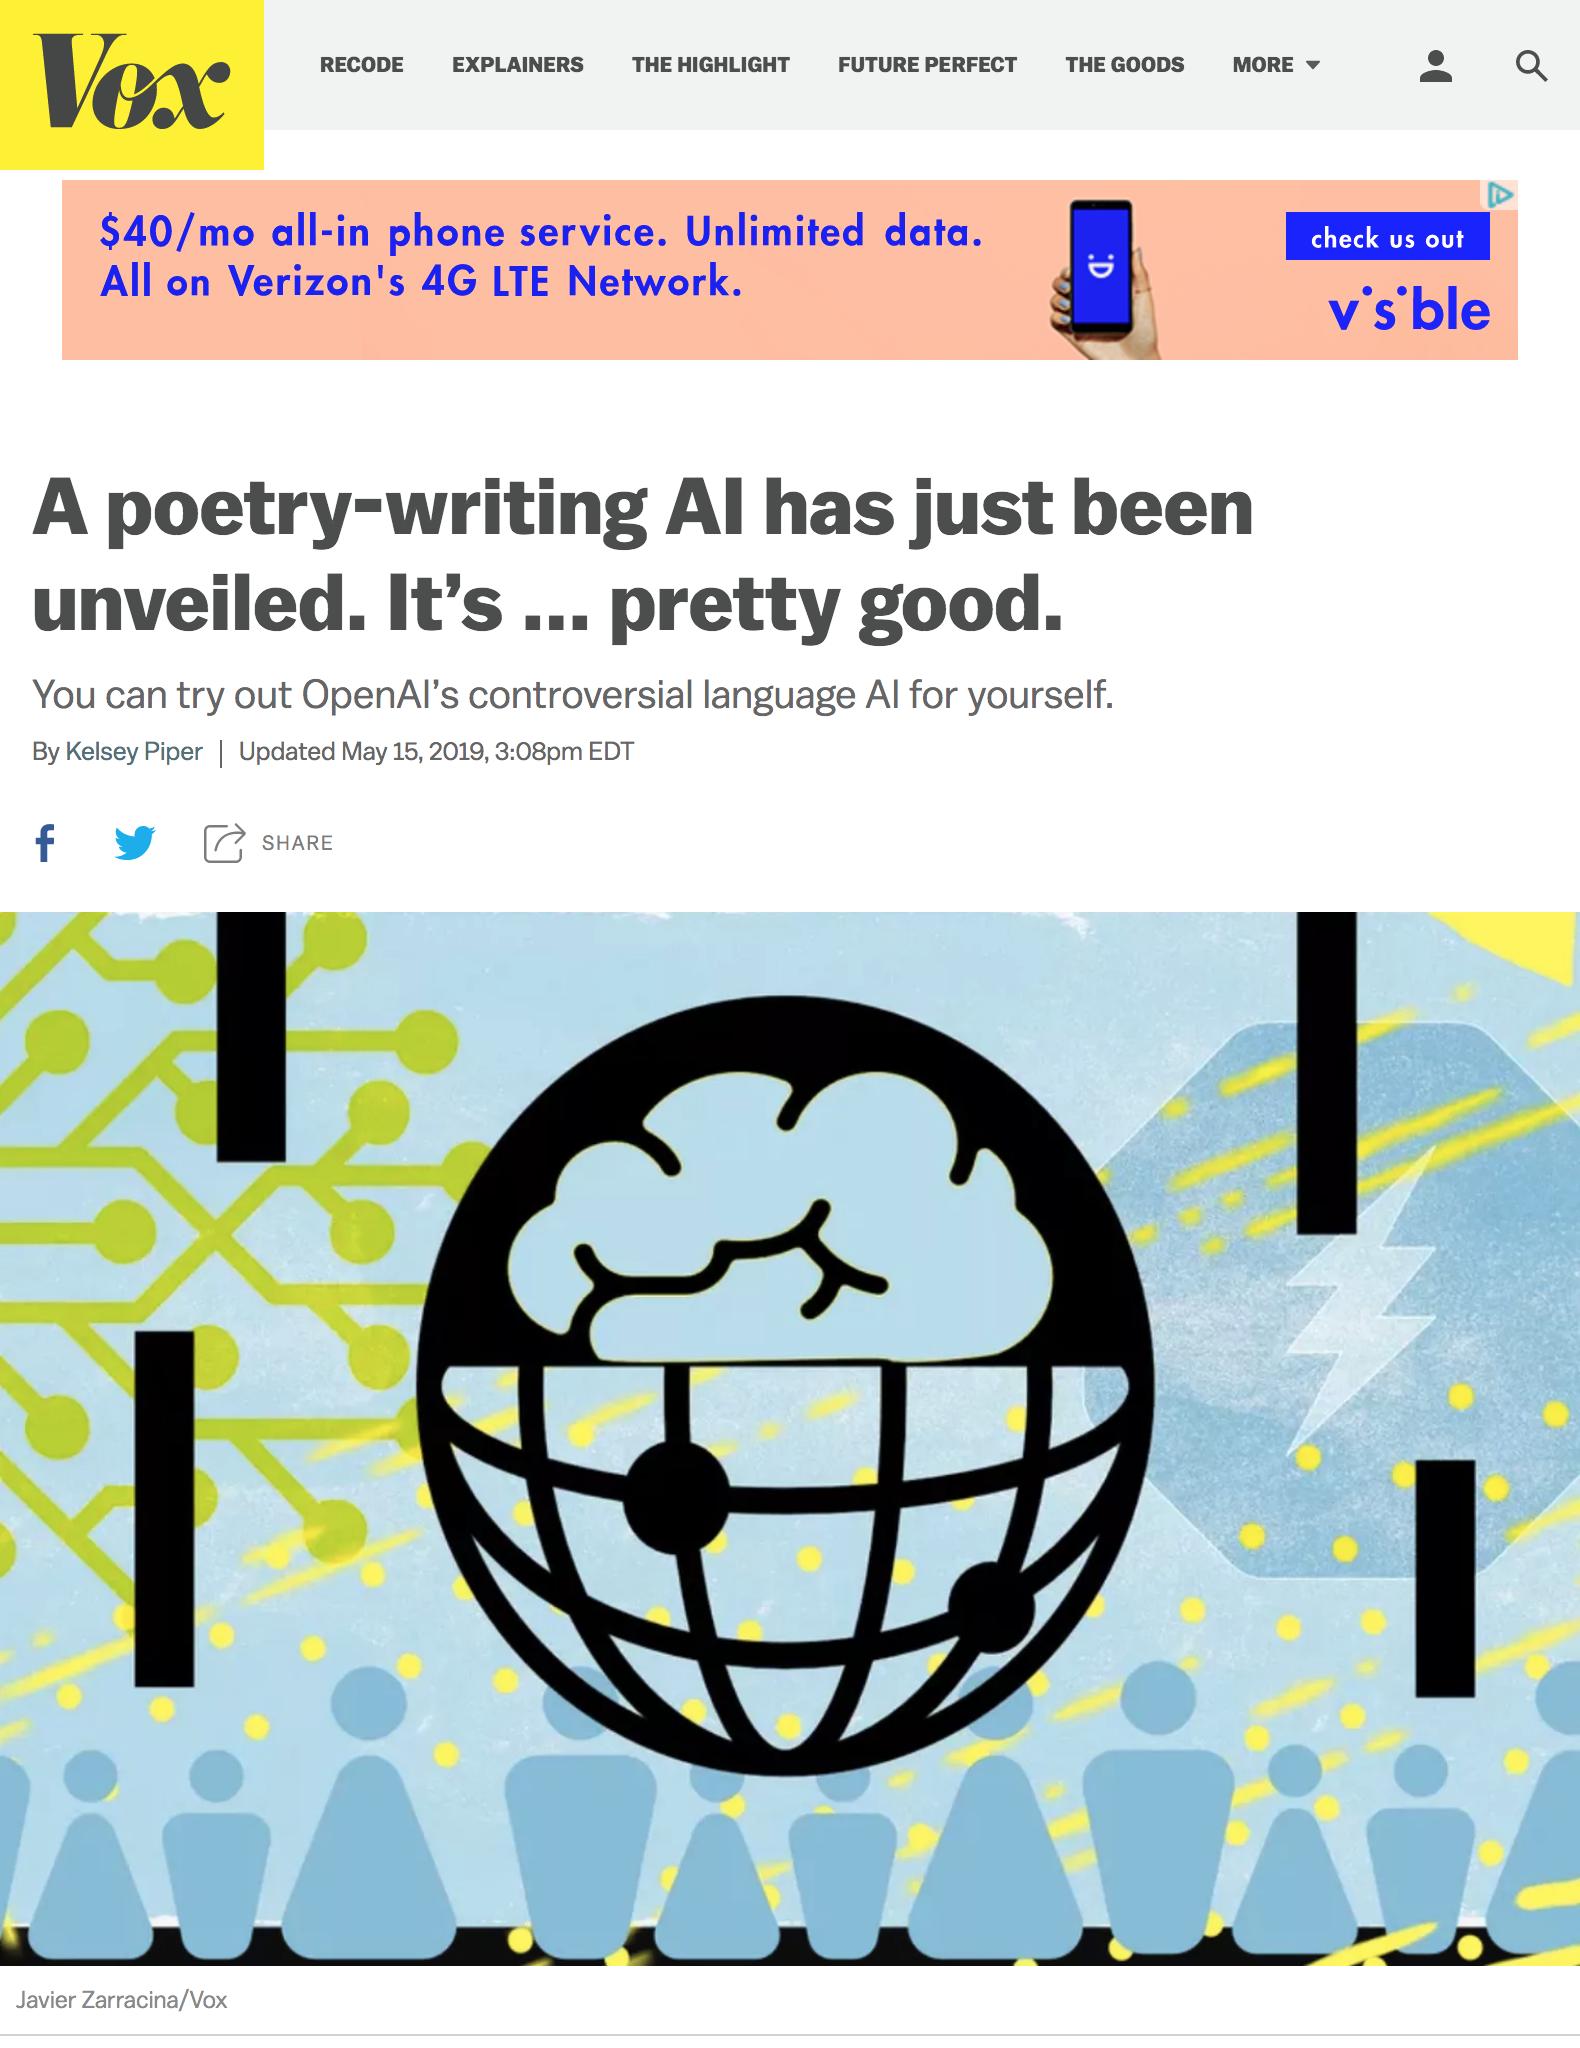 Vox
RECODE EXPLAINERS THE HIGHLIGHT FUTURE PERFECT THE GOODS MORE
$40/mo all-in phone service. Unlimited data.
All on Verizon's 4G LTE Network.
check us out
visible
A poetry-writing AI has just been
unveiled. It’s ... pretty good.
You can try out OpenAI’s controversial language AI for yourself.
By Kelsey Piper | Updated May 15, 2019, 3:08pm EDT
SHARE
Javier Zarracina/Vox